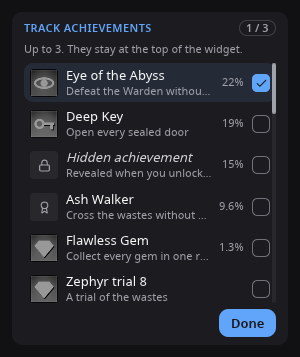 TRACK ACHIEVEMENTS 1 / 3
Up to 3. They stay at the top of the widget.
Eye of the Abyss
Defeat the Warden withou... 22%
Deep Key
Open every sealed door 19%
Hidden achievement
Revealed when you unlock... 15%
Ash Walker
Cross the wastes without ... 9.6%
Flawless Gem
Collect every gem in one r... 1.3%
Zephyr trial 8
A trial of the wastes
Done